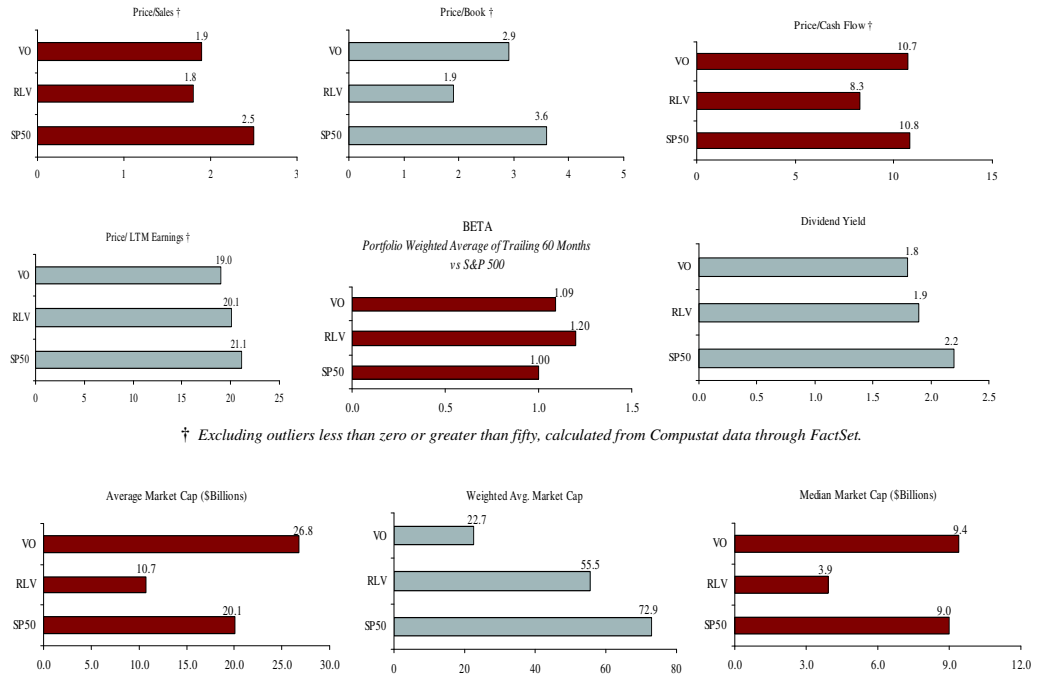 Price/Sales †
VO
1.9
RLV
1.8
SP50
2.5
0 1 2 3
Price/Book †
VO
2.9
RLV
1.9
SP50
3.6
0 1 2 3 4 5
Price/Cash Flow †
VO
10.7
RLV
8.3
SP50
10.8
0 5 10 15
Price/ LTM Earnings †
VO
19.0
RLV
20.1
SP50
21.1
0 5 10 15 20 25
BETA
Portfolio Weighted Average of Trailing 60 Months
vs S&P 500
VO
1.09
RLV
1.20
SP50
1.00
0.0 0.5 1.0 1.5
Dividend Yield
VO
1.8
RLV
1.9
SP50
2.2
0.0 0.5 1.0 1.5 2.0 2.5
† Excluding outliers less than zero or greater than fifty, calculated from Compustat data through FactSet.
Average Market Cap ($Billions)
VO
26.8
RLV
10.7
SP50
20.1
0.0 5.0 10.0 15.0 20.0 25.0 30.0
Weighted Avg. Market Cap
VO
22.7
RLV
55.5
SP50
72.9
0 20 40 60 80
Median Market Cap ($Billions)
VO
9.4
RLV
3.9
SP50
9.0
0.0 3.0 6.0 9.0 12.0